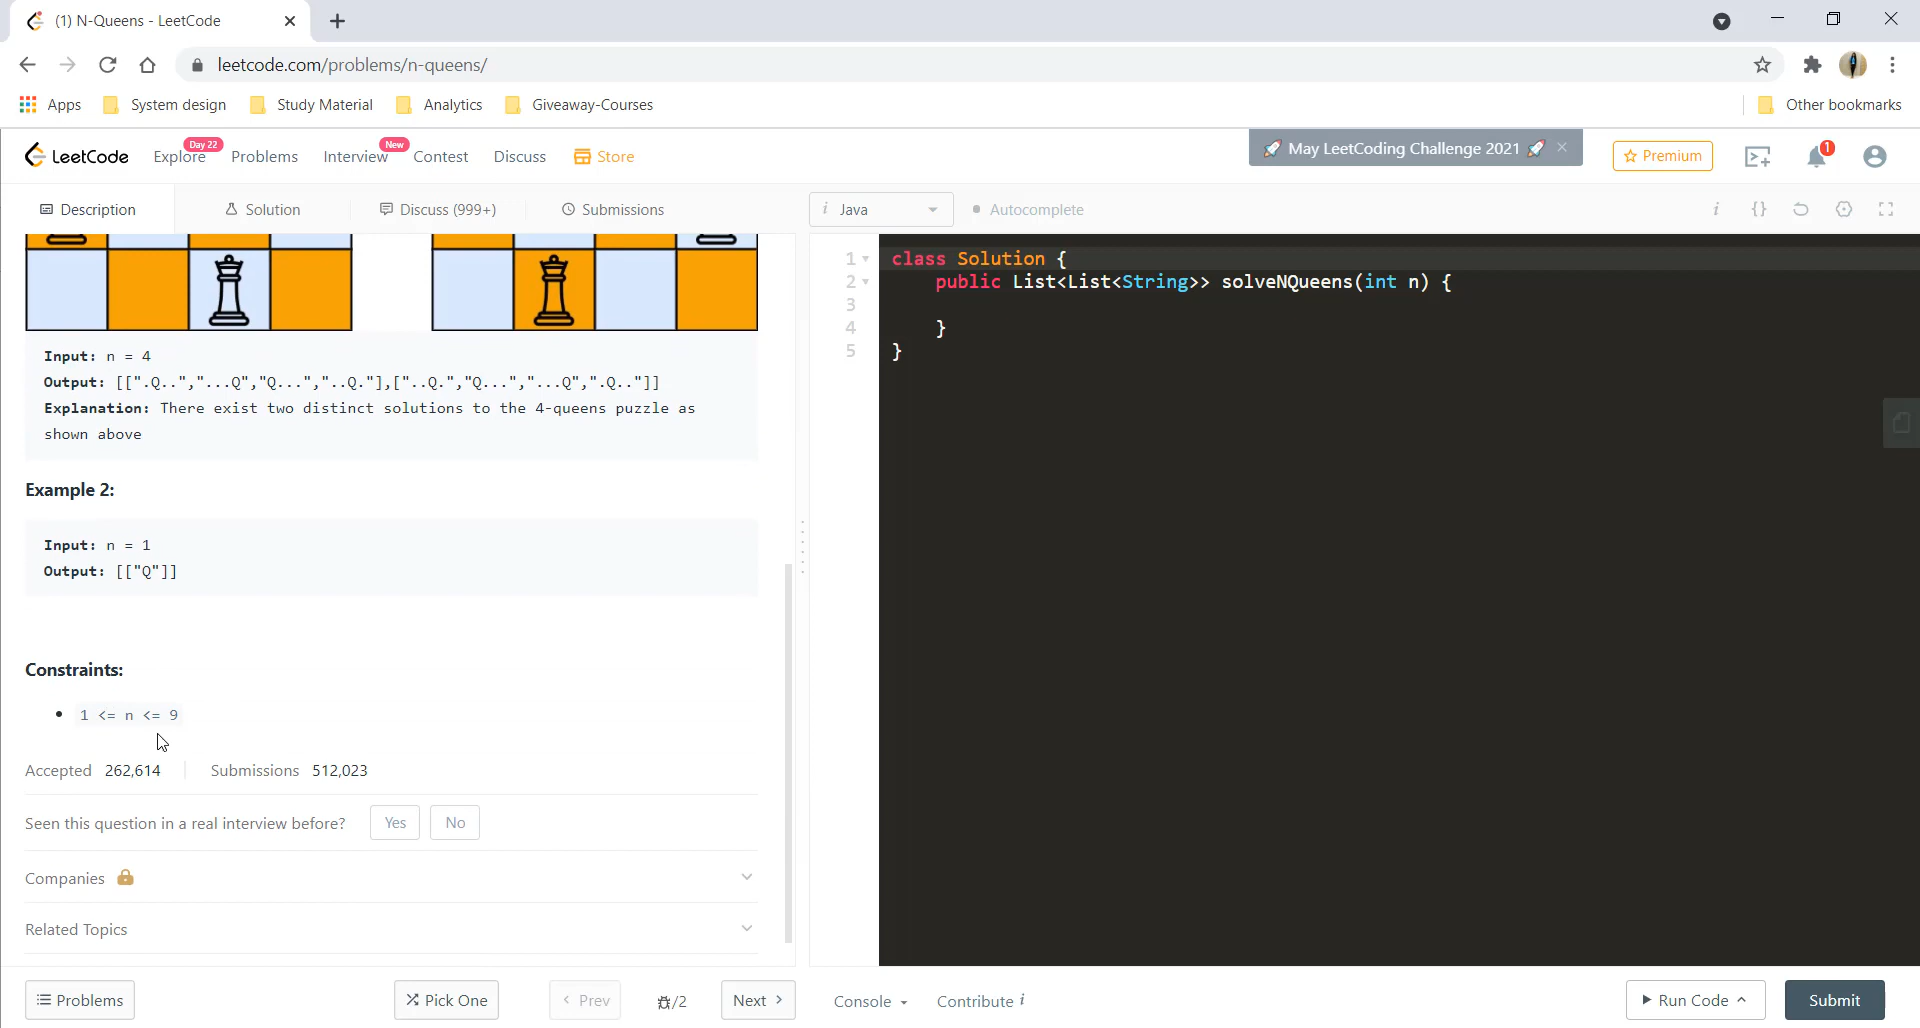 (1) N-Queens - LeetCode
leetcode.com/problems/n-queens/
Apps System design Study Material Analytics Giveaway-Courses Other bookmarks
LeetCode Explore Day 22 Problems Interview New Contest Discuss Store 🚀 May LeetCoding Challenge 2021 🚀 Premium 1
Description Solution Discuss (999+) Submissions
i Java Autocomplete i {}
Input: n = 4
Output: [[".Q..","...Q","Q...","..Q."],["..Q.","Q...","...Q",".Q.."]]
Explanation: There exist two distinct solutions to the 4-queens puzzle as
shown above
Example 2:
Input: n = 1
Output: [["Q"]]
Constraints:
• 1 <= n <= 9
Accepted 262,614 Submissions 512,023
Seen this question in a real interview before? Yes No
Companies
Related Topics
1 class Solution {
2 public List<List<String>> solveNQueens(int n) {
3
4 }
5 }
Problems Pick One Prev /2 Next Console Contribute i Run Code Submit